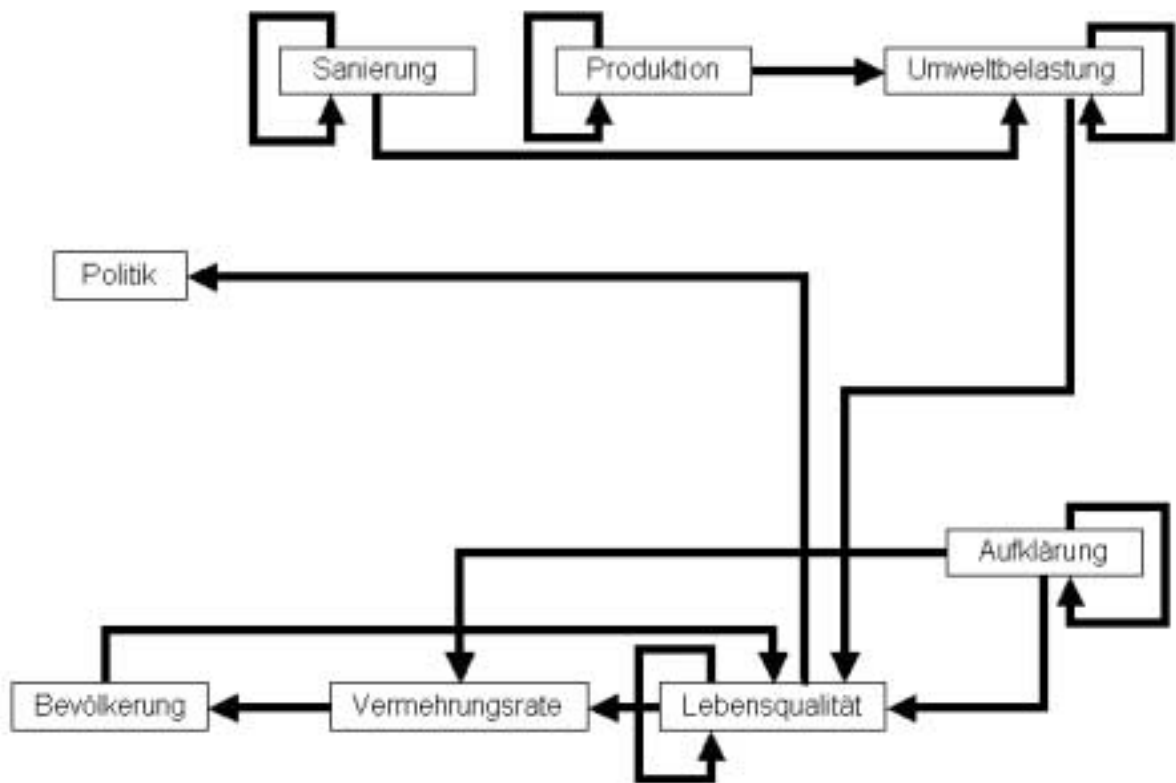 Sanierung
Produktion
Umweltbelastung
Politik
Aufklärung
Bevölkerung
Vermehrungsrate
Lebensqualität